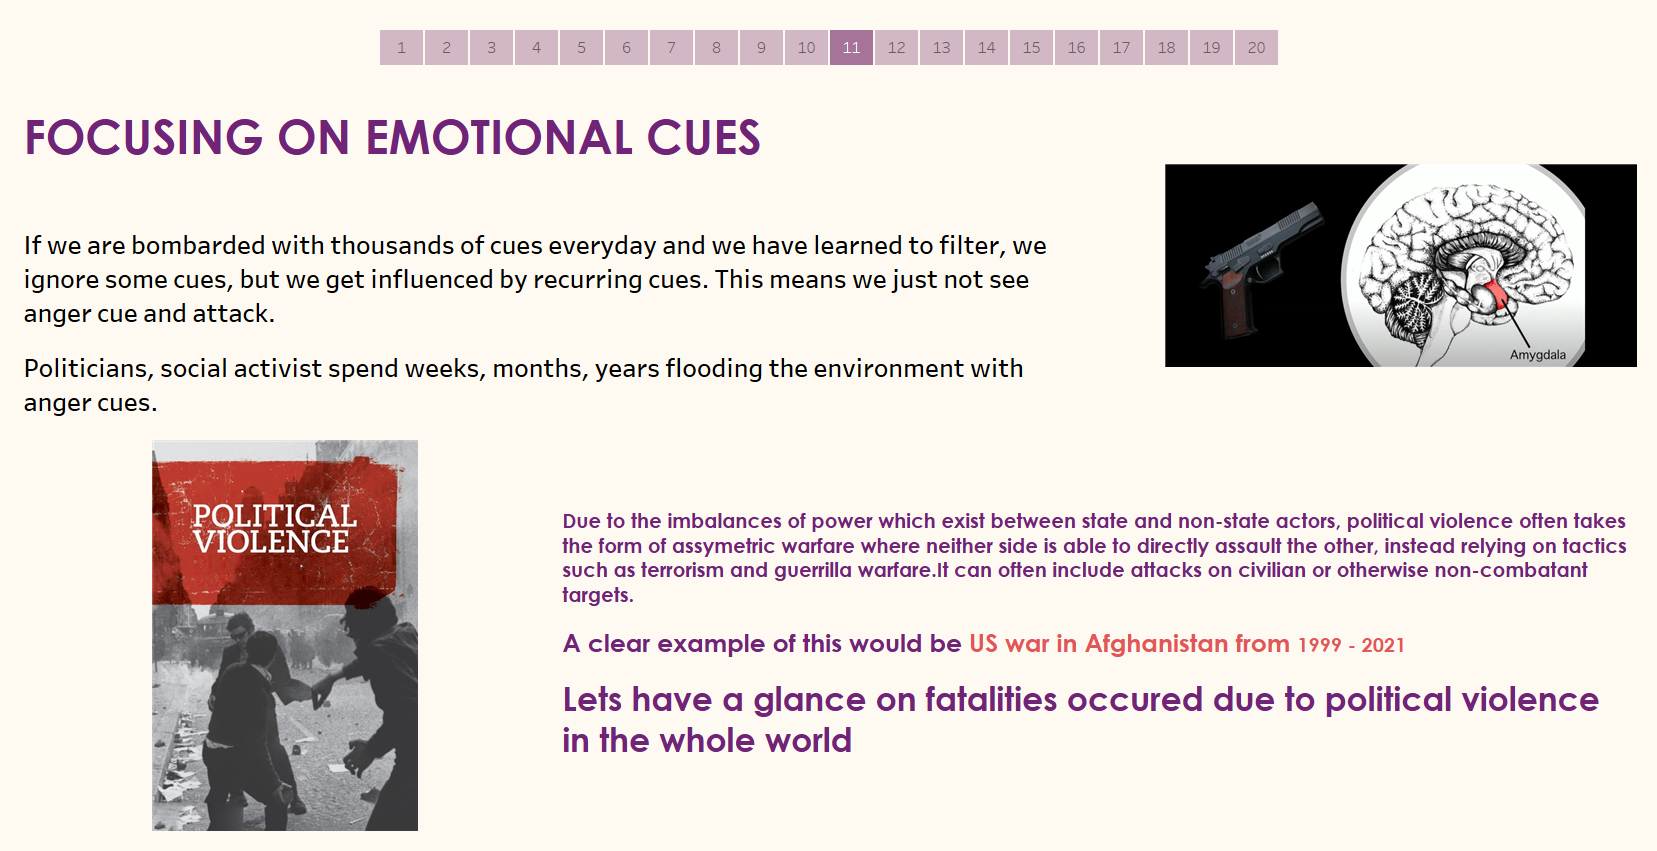 1 2 3 4 5 6 7 8 9 10 11 12 13 14 15 16 17 18 19 20
FOCUSING ON EMOTIONAL CUES
If we are bombarded with thousands of cues everyday and we have learned to filter, we
ignore some cues, but we get influenced by recurring cues. This means we just not see
anger cue and attack.
Politicians, social activist spend weeks, months, years flooding the environment with
anger cues.
Amygdala
POLITICAL
VIOLENCE
Due to the imbalances of power which exist between state and non-state actors, political violence often takes
the form of assymetric warfare where neither side is able to directly assault the other, instead relying on tactics
such as terrorism and guerrilla warfare.It can often include attacks on civilian or otherwise non-combatant
targets.
A clear example of this would be US war in Afghanistan from 1999 - 2021
Lets have a glance on fatalities occured due to political violence
in the whole world